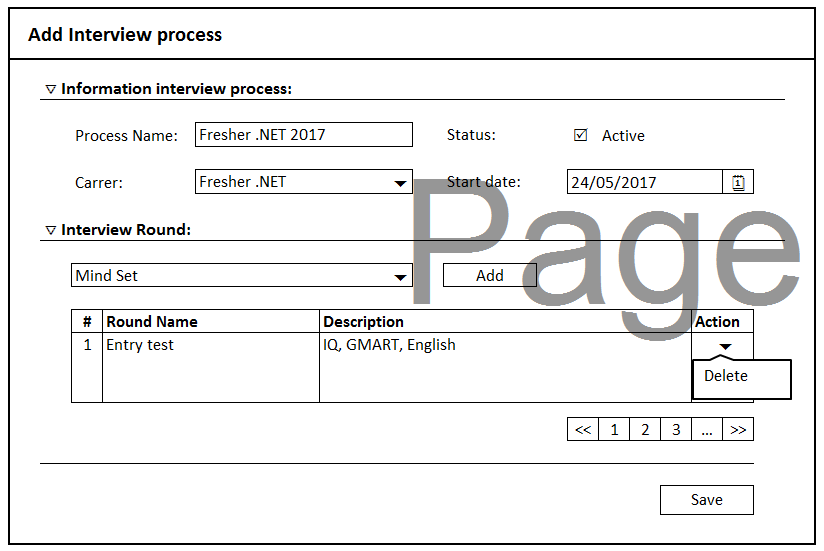 Add Interview process
Information interview process:
Process Name: Fresher .NET 2017 Status: Active
Carrer: Fresher .NET Start date: 24/05/2017 1
Page
Interview Round:
Mind Set Add
# Round Name Description Action
1 Entry test IQ, GMART, English
Delete
<< 1 2 3 ... >>
Save